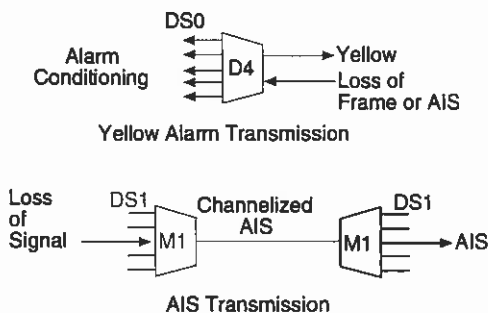 DS0
Alarm
Conditioning
D4
Yellow
Loss of
Frame or AIS
Yellow Alarm Transmission
Loss
of
Signal
DS1
M1
Channelized
AIS
M1
DS1
AIS
AIS Transmission